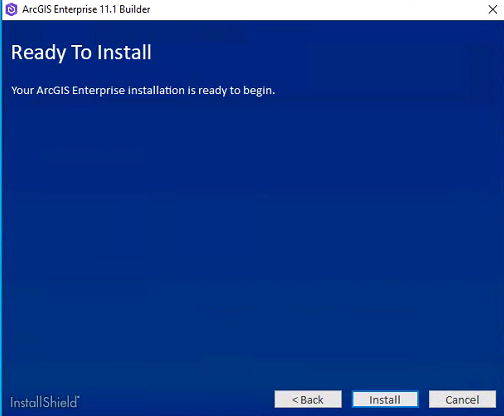 ArcGIS Enterprise 11.1 Builder
Ready To Install
Your ArcGIS Enterprise installation is ready to begin.
InstallShield
< Back
Install
Cancel